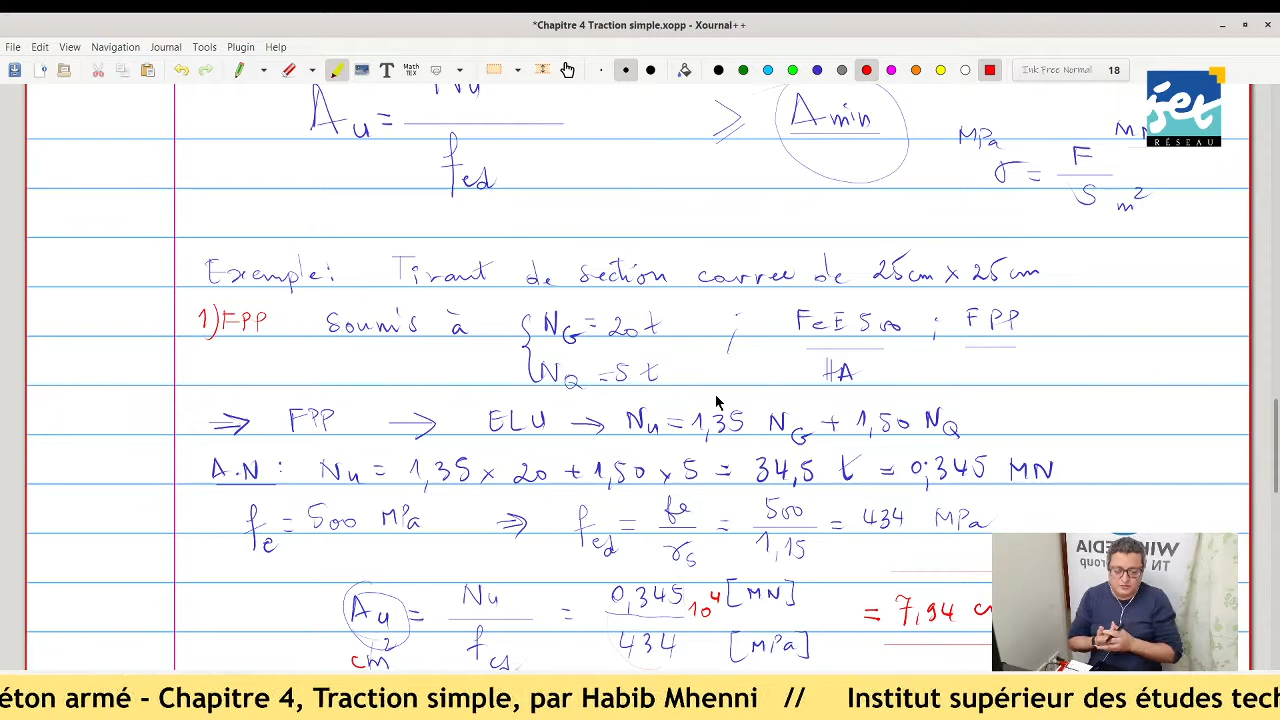 *Chapitre 4 Traction simple.xopp - Xournal++
File Edit View Navigation Journal Tools Plugin Help
Ink Free Normal 18
iset
RÉSEAU
Au = Nu / fed ≥ Amin
MPa σ = F / S m²
Exemple: Tirant de section carree de 25cm x 25cm
1) FPP Soumis à { NG = 20 t ; FeE 500 ; FPP
NQ = 5 t HA
⇒ FPP → ELU → Nu = 1,35 NG + 1,50 NQ
A.N: Nu = 1,35 x 20 + 1,50 x 5 = 34,5 t = 0,345 MN
fe = 500 MPa ⇒ fed = fe / γs = 500 / 1,15 = 434 MPa
Au = Nu / = 0,345 10⁴ [MN] / 434 [MPa] = 7,94
cm²
éton armé - Chapitre 4, Traction simple, par Habib Mhenni // Institut supérieur des études tech